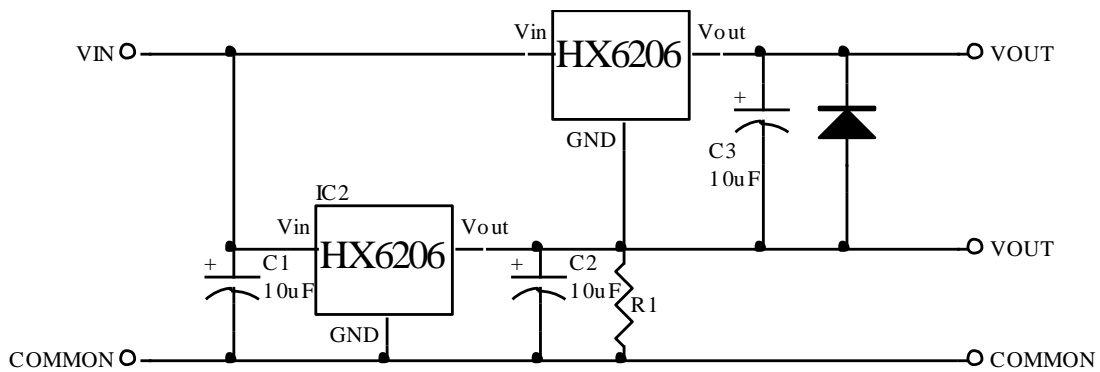 VIN
Vin
HX6206
Vout
VOUT
GND
+
C3
10uF
IC2
Vin
HX6206
Vout
VOUT
+
C1
10uF
+
C2
10uF
R1
GND
COMMON
COMMON